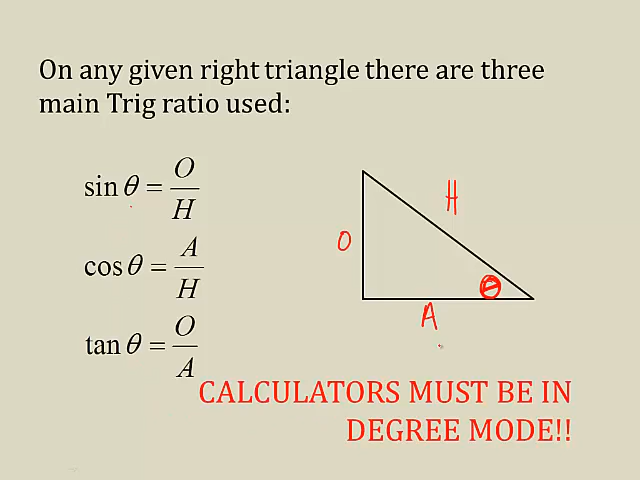 On any given right triangle there are three
main Trig ratio used:
sin θ = O/H
H
O
cos θ = A/H
θ
A
tan θ = O/A
CALCULATORS MUST BE IN
DEGREE MODE!!